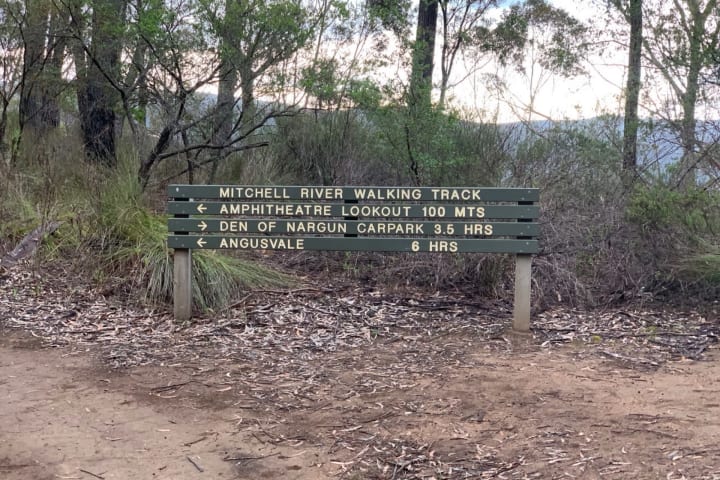 MITCHELL RIVER WALKING TRACK
← AMPHITHEATRE LOOKOUT 100 MTS
→ DEN OF NARGUN CARPARK 3.5 HRS
← ANGUSVALE 6 HRS